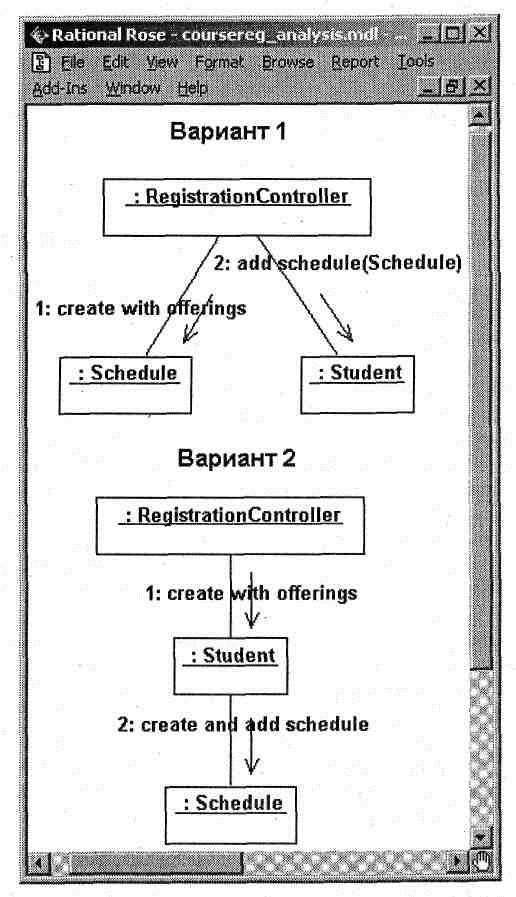 Rational Rose - coursereg_analysis.mdl - ...
File Edit View Format Browse Report Tools
Add-Ins Window Help
Вариант 1
: RegistrationController
2: add schedule(Schedule)
1: create with offerings
: Schedule
: Student
Вариант 2
: RegistrationController
1: create with offerings
: Student
2: create and add schedule
: Schedule